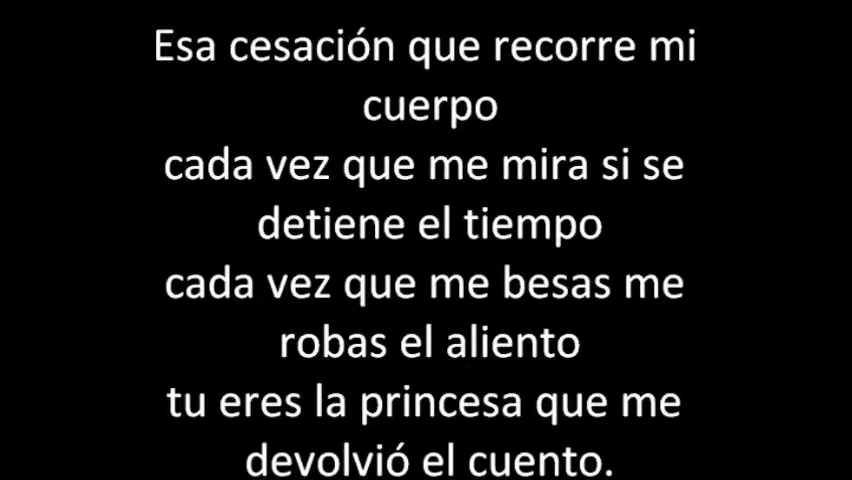 Esa cesación que recorre mi
cuerpo
cada vez que me mira si se
detiene el tiempo
cada vez que me besas me
robas el aliento
tu eres la princesa que me
devolvió el cuento.